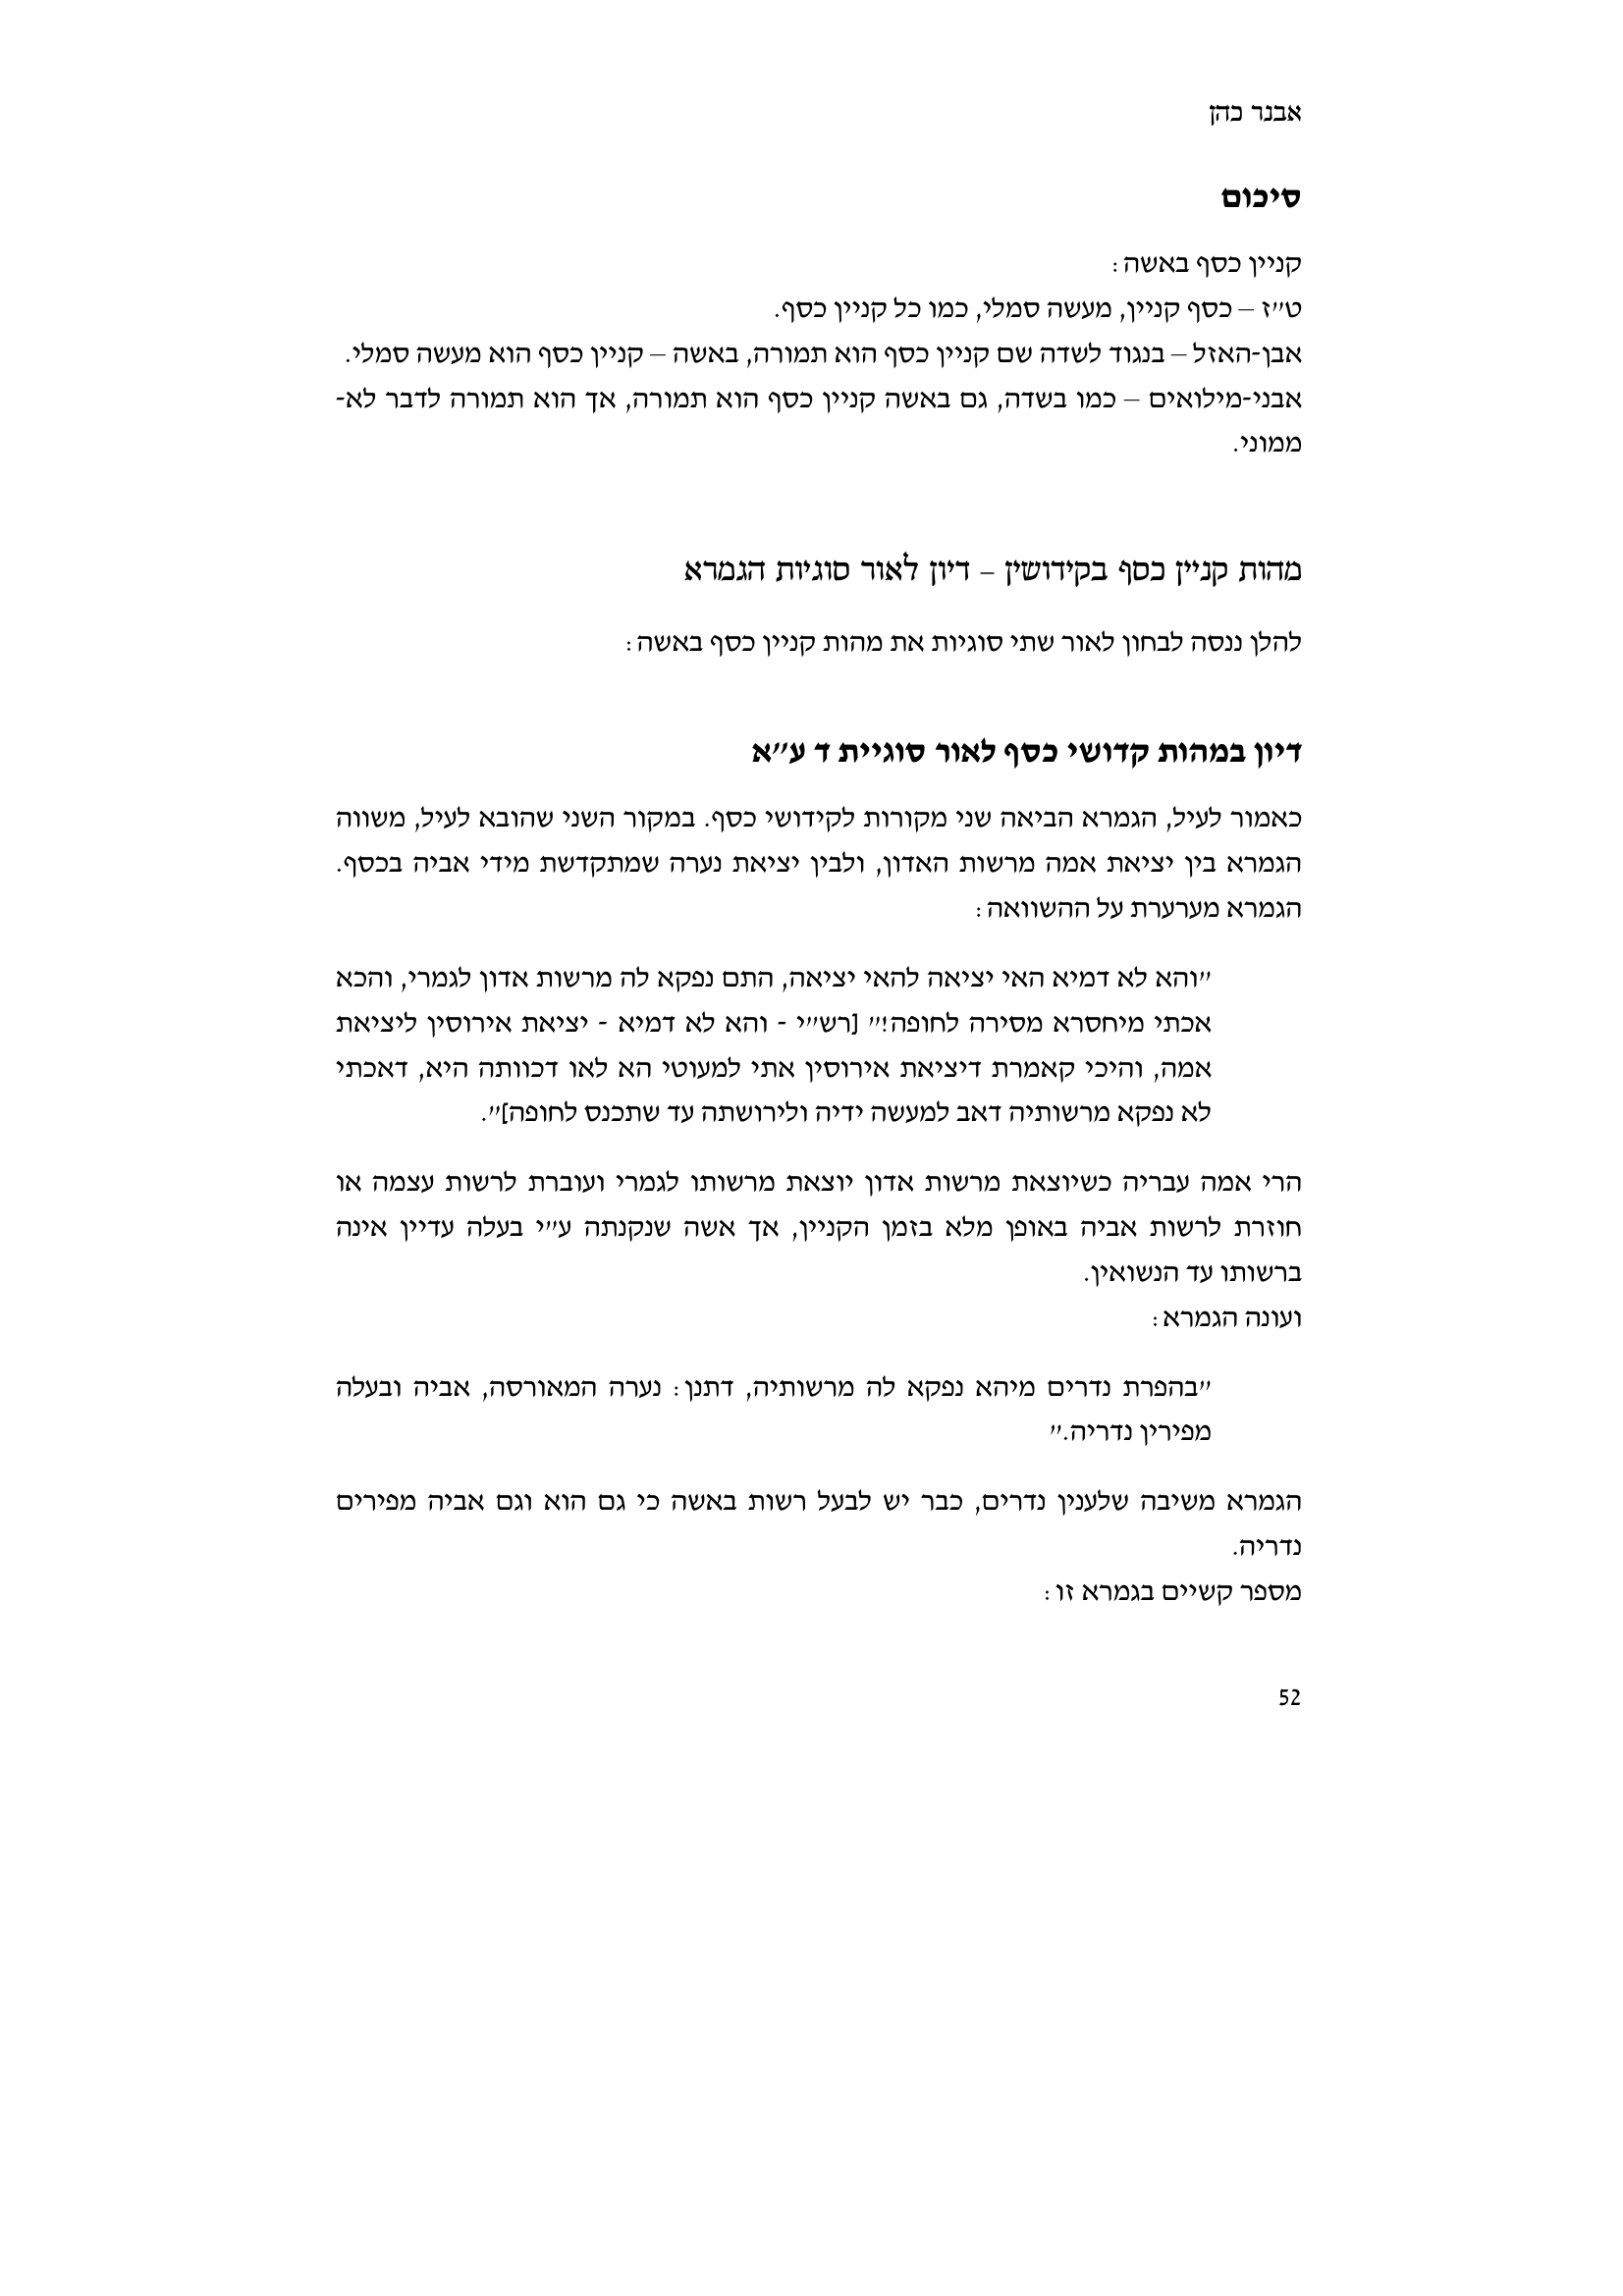 אבנר כהן
סיכום
קניין כסף באשה:
ט״ז – כסף קניין, מעשה סמלי, כמו כל קניין כסף.
אבן-האזל – בנגוד לשדה שם קניין כסף הוא תמורה, באשה – קניין כסף הוא מעשה סמלי.
אבני-מילואים – כמו בשדה, גם באשה קניין כסף הוא תמורה, אך הוא תמורה לדבר לא-
ממוני.
מהות קניין כסף בקידושין – דיון לאור סוגיות הגמרא
להלן ננסה לבחון לאור שתי סוגיות את מהות קניין כסף באשה:
דיון במהות קדושי כסף לאור סוגיית ד ע״א
כאמור לעיל, הגמרא הביאה שני מקורות לקידושי כסף. במקור השני שהובא לעיל, משווה
הגמרא בין יציאת אמה מרשות האדון, ולבין יציאת נערה שמתקדשת מידי אביה בכסף.
הגמרא מערערת על ההשוואה:
״והא לא דמיא האי יציאה להאי יציאה, התם נפקא לה מרשות אדון לגמרי, והכא
אכתי מיחסרא מסירה לחופה!״ [רש״י - והא לא דמיא - יציאת אירוסין ליציאת
אמה, והיכי קאמרת דיציאת אירוסין אתי למעוטי הא לאו דכוותה היא, דאכתי
לא נפקא מרשותיה דאב למעשה ידיה ולירושתה עד שתכנס לחופה]״.
הרי אמה עבריה כשיוצאת מרשות אדון יוצאת מרשותו לגמרי ועוברת לרשות עצמה או
חוזרת לרשות אביה באופן מלא בזמן הקניין, אך אשה שנקנתה ע״י בעלה עדיין אינה
ברשותו עד הנשואין.
ועונה הגמרא:
״בהפרת נדרים מיהא נפקא לה מרשותיה, דתנן: נערה המאורסה, אביה ובעלה
מפירין נדריה.״
הגמרא משיבה שלענין נדרים, כבר יש לבעל רשות באשה כי גם הוא וגם אביה מפירים
נדריה.
מספר קשיים בגמרא זו:
52